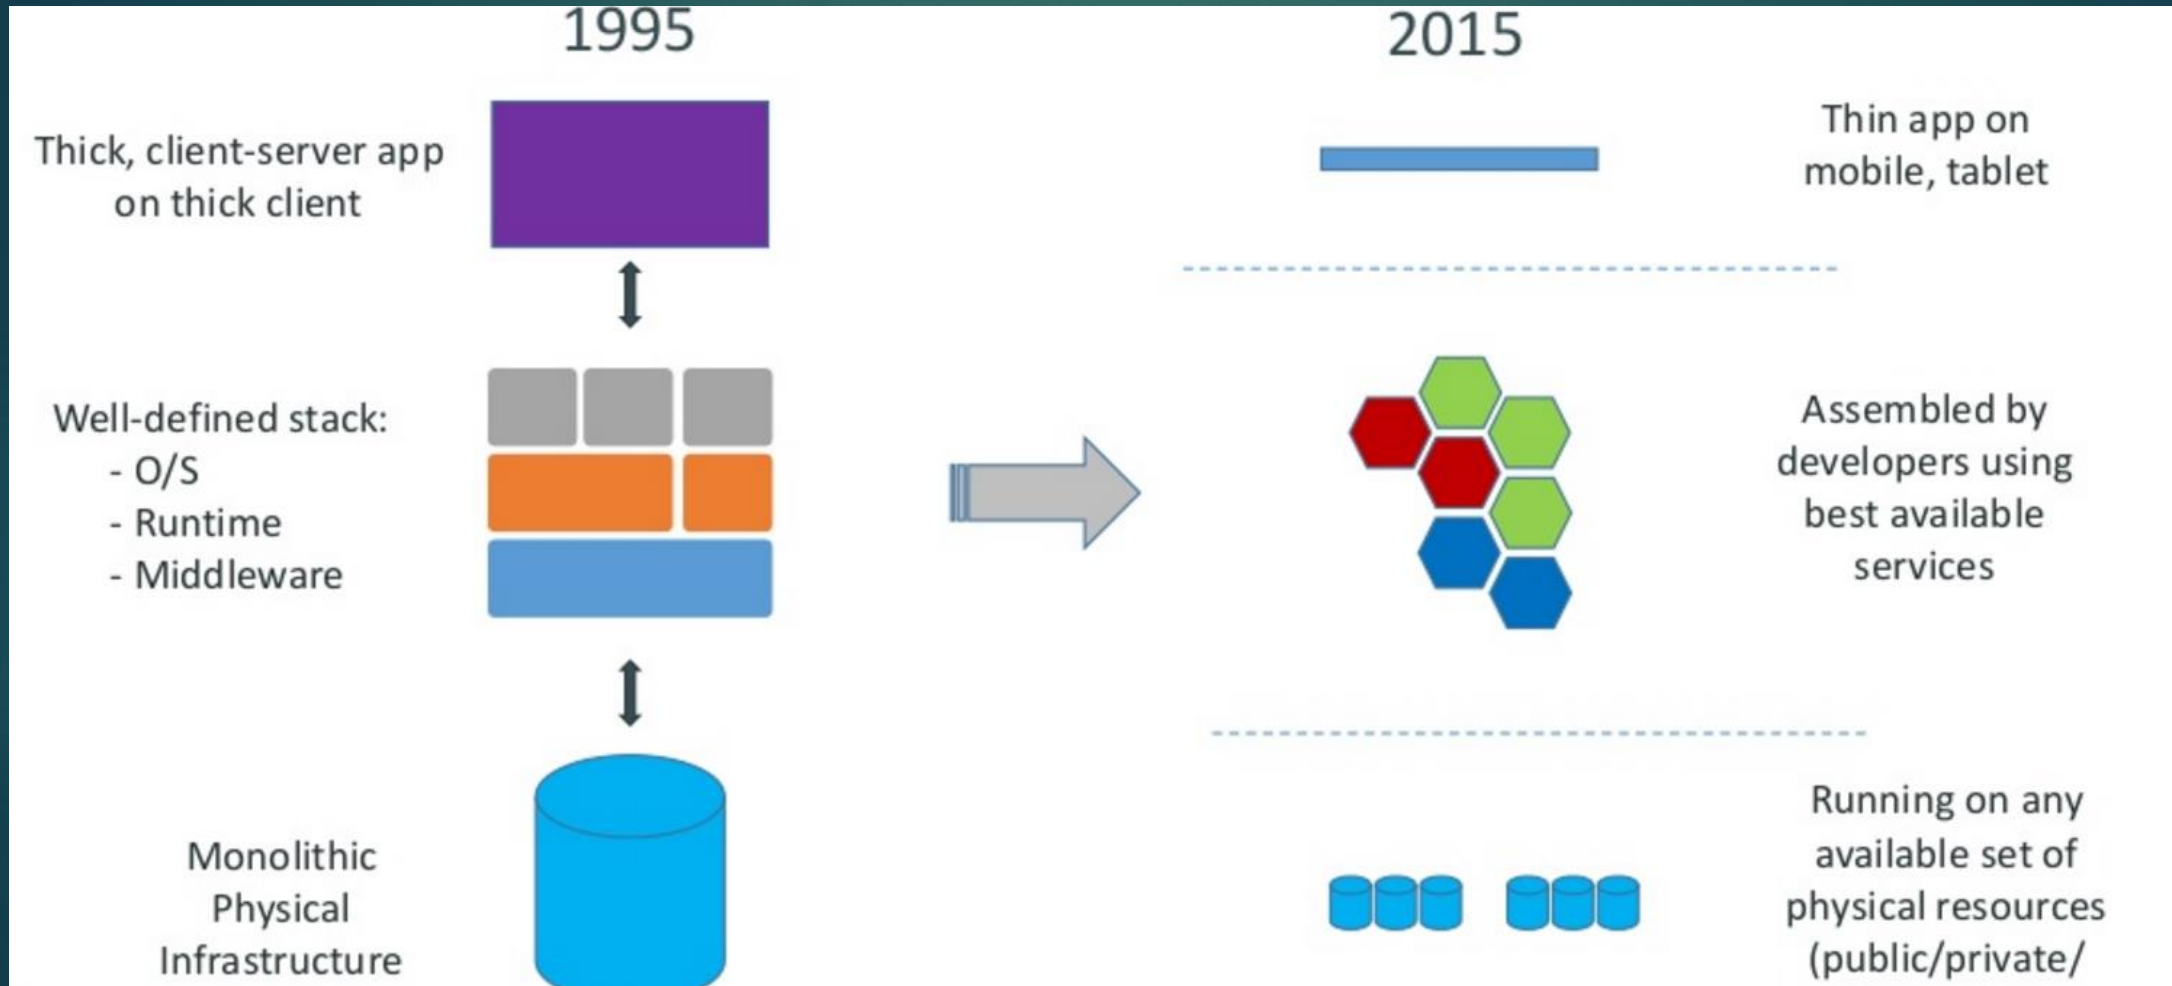 1995
Thick, client-server app
on thick client
Well-defined stack:
- O/S
- Runtime
- Middleware
Monolithic
Physical
Infrastructure
2015
Thin app on
mobile, tablet
Assembled by
developers using
best available
services
Running on any
available set of
physical resources
(public/private/